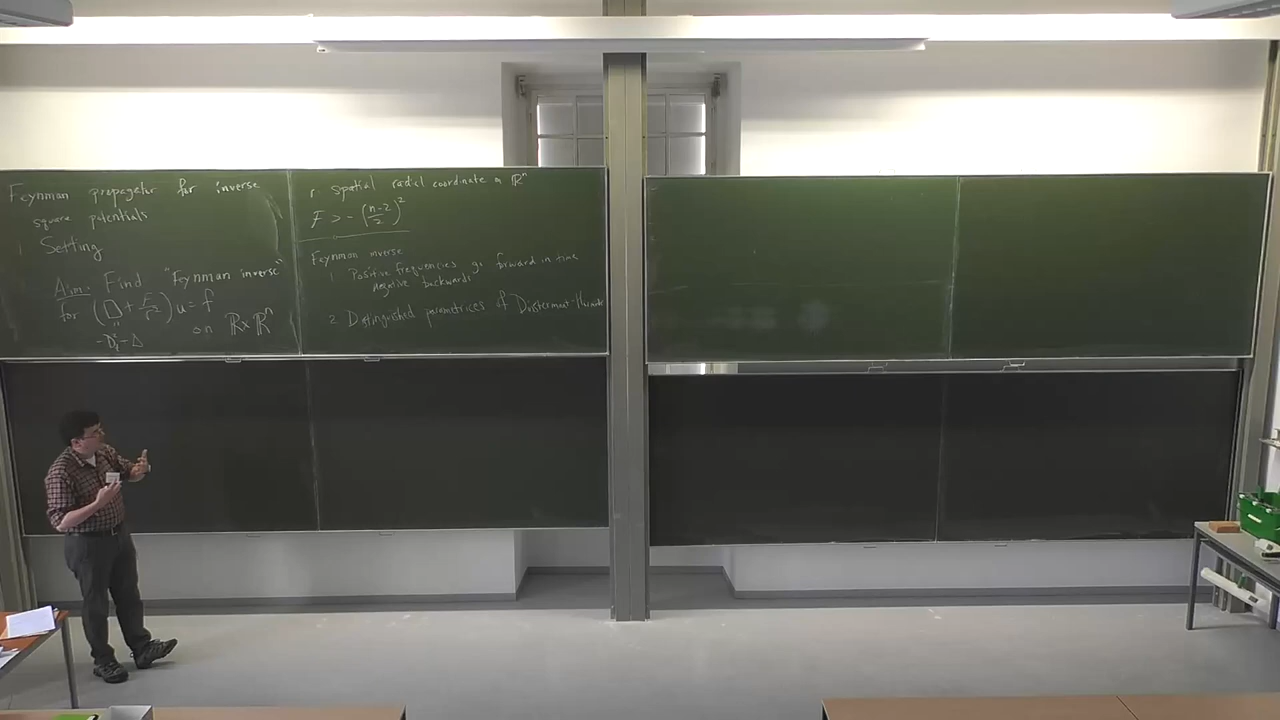 Feynman propagator for inverse
square potentials
1 Setting
Aim: Find "Feynman inverse"
for (□ + F/r²) u = f
on R×Rⁿ
"
-∂ₜ²-Δ
r spatial radial coordinate on ℝⁿ
F > -((n-2)/2)²
Feynman inverse
1. Positive frequencies go forward in time
negative backwards
2. Distinguished parametrices of Duistermaat-Hörmander